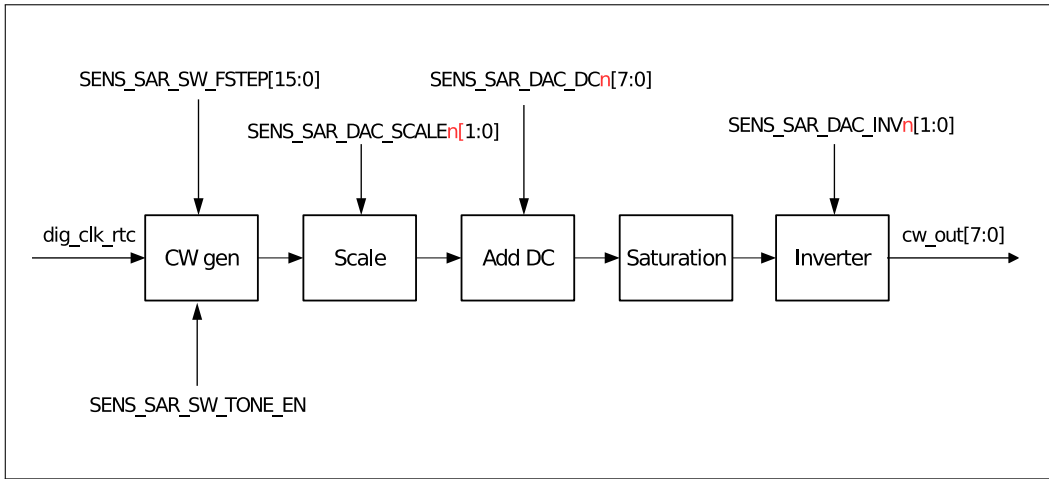 SENS_SAR_SW_FSTEP[15:0]
SENS_SAR_DAC_DCn[7:0]
SENS_SAR_DAC_SCALEn[1:0]
SENS_SAR_DAC_INVn[1:0]
dig_clk_rtc
CW gen
Scale
Add DC
Saturation
Inverter
cw_out[7:0]
SENS_SAR_SW_TONE_EN